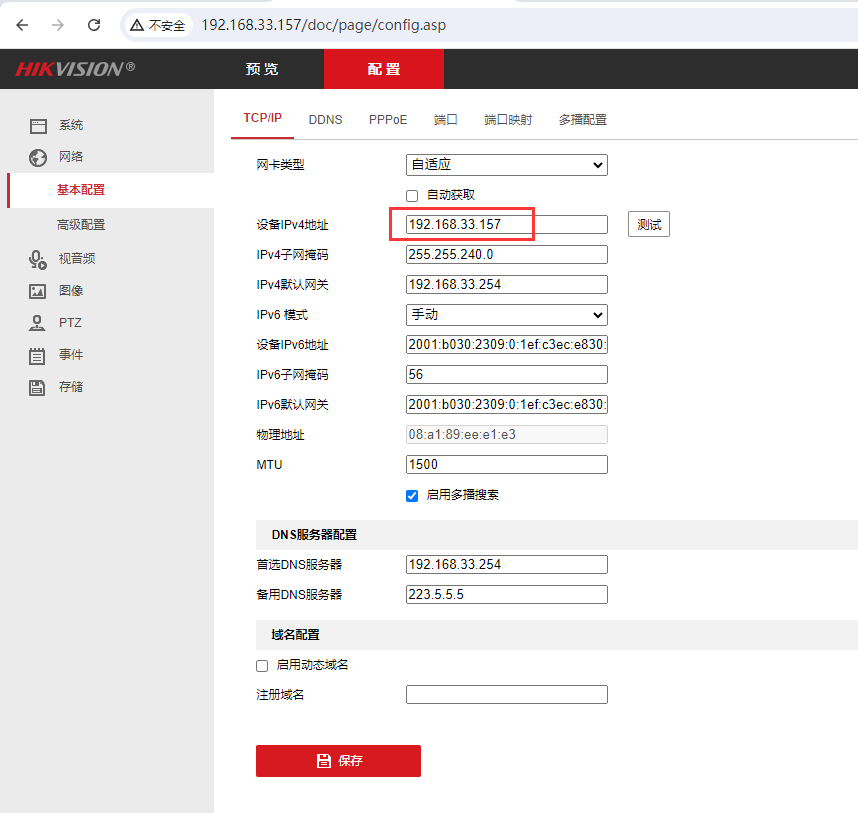 不安全 192.168.33.157/doc/page/config.asp
HIKVISION® 预览 配置
系统
网络
基本配置
高级配置
视音频
图像
PTZ
事件
存储
TCP/IP DDNS PPPoE 端口 端口映射 多播配置
网卡类型 自适应
自动获取
设备IPv4地址 192.168.33.157 测试
IPv4子网掩码 255.255.240.0
IPv4默认网关 192.168.33.254
IPv6 模式 手动
设备IPv6地址 2001:b030:2309:0:1ef:c3ec:e830:
IPv6子网掩码 56
IPv6默认网关 2001:b030:2309:0:1ef:c3ec:e830:
物理地址 08:a1:89:ee:e1:e3
MTU 1500
启用多播搜索
DNS服务器配置
首选DNS服务器 192.168.33.254
备用DNS服务器 223.5.5.5
域名配置
启用动态域名
注册域名
保存